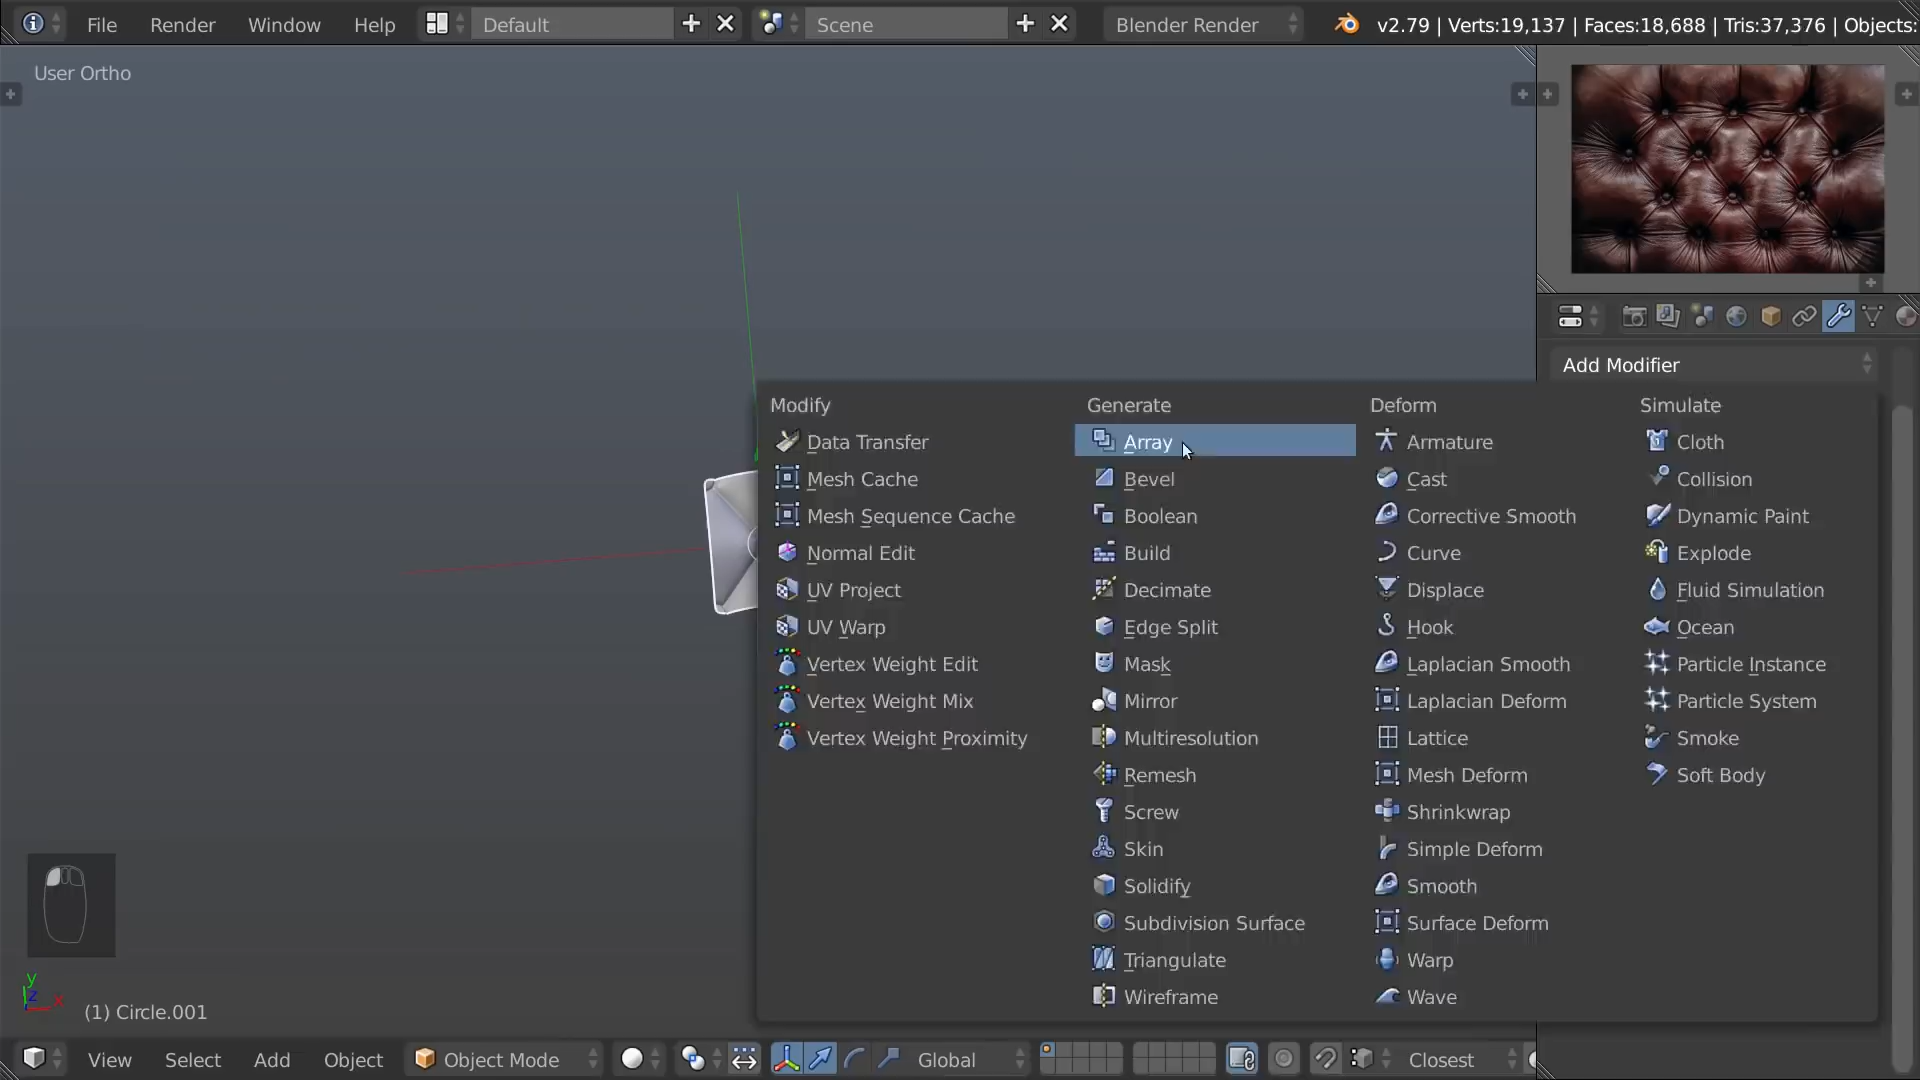 File Render Window Help Default Scene Blender Render v2.79 | Verts:19,137 | Faces:18,688 | Tris:37,376 | Objects:
User Ortho
Add Modifier
Modify Generate Deform Simulate
Data Transfer Array Armature Cloth
Mesh Cache Bevel Cast Collision
Mesh Sequence Cache Boolean Corrective Smooth Dynamic Paint
Normal Edit Build Curve Explode
UV Project Decimate Displace Fluid Simulation
UV Warp Edge Split Hook Ocean
Vertex Weight Edit Mask Laplacian Smooth Particle Instance
Vertex Weight Mix Mirror Laplacian Deform Particle System
Vertex Weight Proximity Multiresolution Lattice Smoke
Remesh Mesh Deform Soft Body
Screw Shrinkwrap
Skin Simple Deform
Solidify Smooth
Subdivision Surface Surface Deform
Triangulate Warp
Wireframe Wave
y
z x
(1) Circle.001
View Select Add Object Object Mode Global Closest